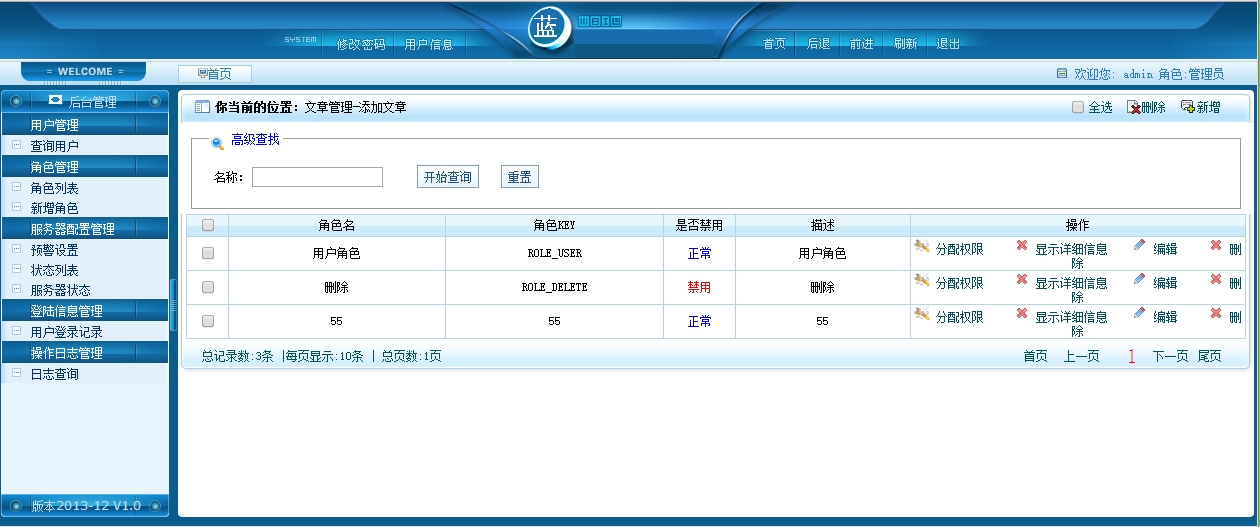 蓝
SYSTEM 修改密码 用户信息 首页 后退 前进 刷新 退出
= WELCOME = 首页 欢迎您: admin 角色:管理员
后台管理
用户管理
查询用户
角色管理
角色列表
新增角色
服务器配置管理
预警设置
状态列表
服务器状态
登陆信息管理
用户登录记录
操作日志管理
日志查询
版本2013-12 V1.0
你当前的位置: 文章管理-添加文章 全选 删除 新增
高级查找
名称: 开始查询 重置
角色名 角色KEY 是否禁用 描述 操作
用户角色 ROLE_USER 正常 用户角色 分配权限 显示详细信息 编辑 删
除
删除 ROLE_DELETE 禁用 删除 分配权限 显示详细信息 编辑 删
除
55 55 正常 55 分配权限 显示详细信息 编辑 删
除
总记录数:3条 |每页显示:10条 | 总页数:1页 首页 上一页 1 下一页 尾页